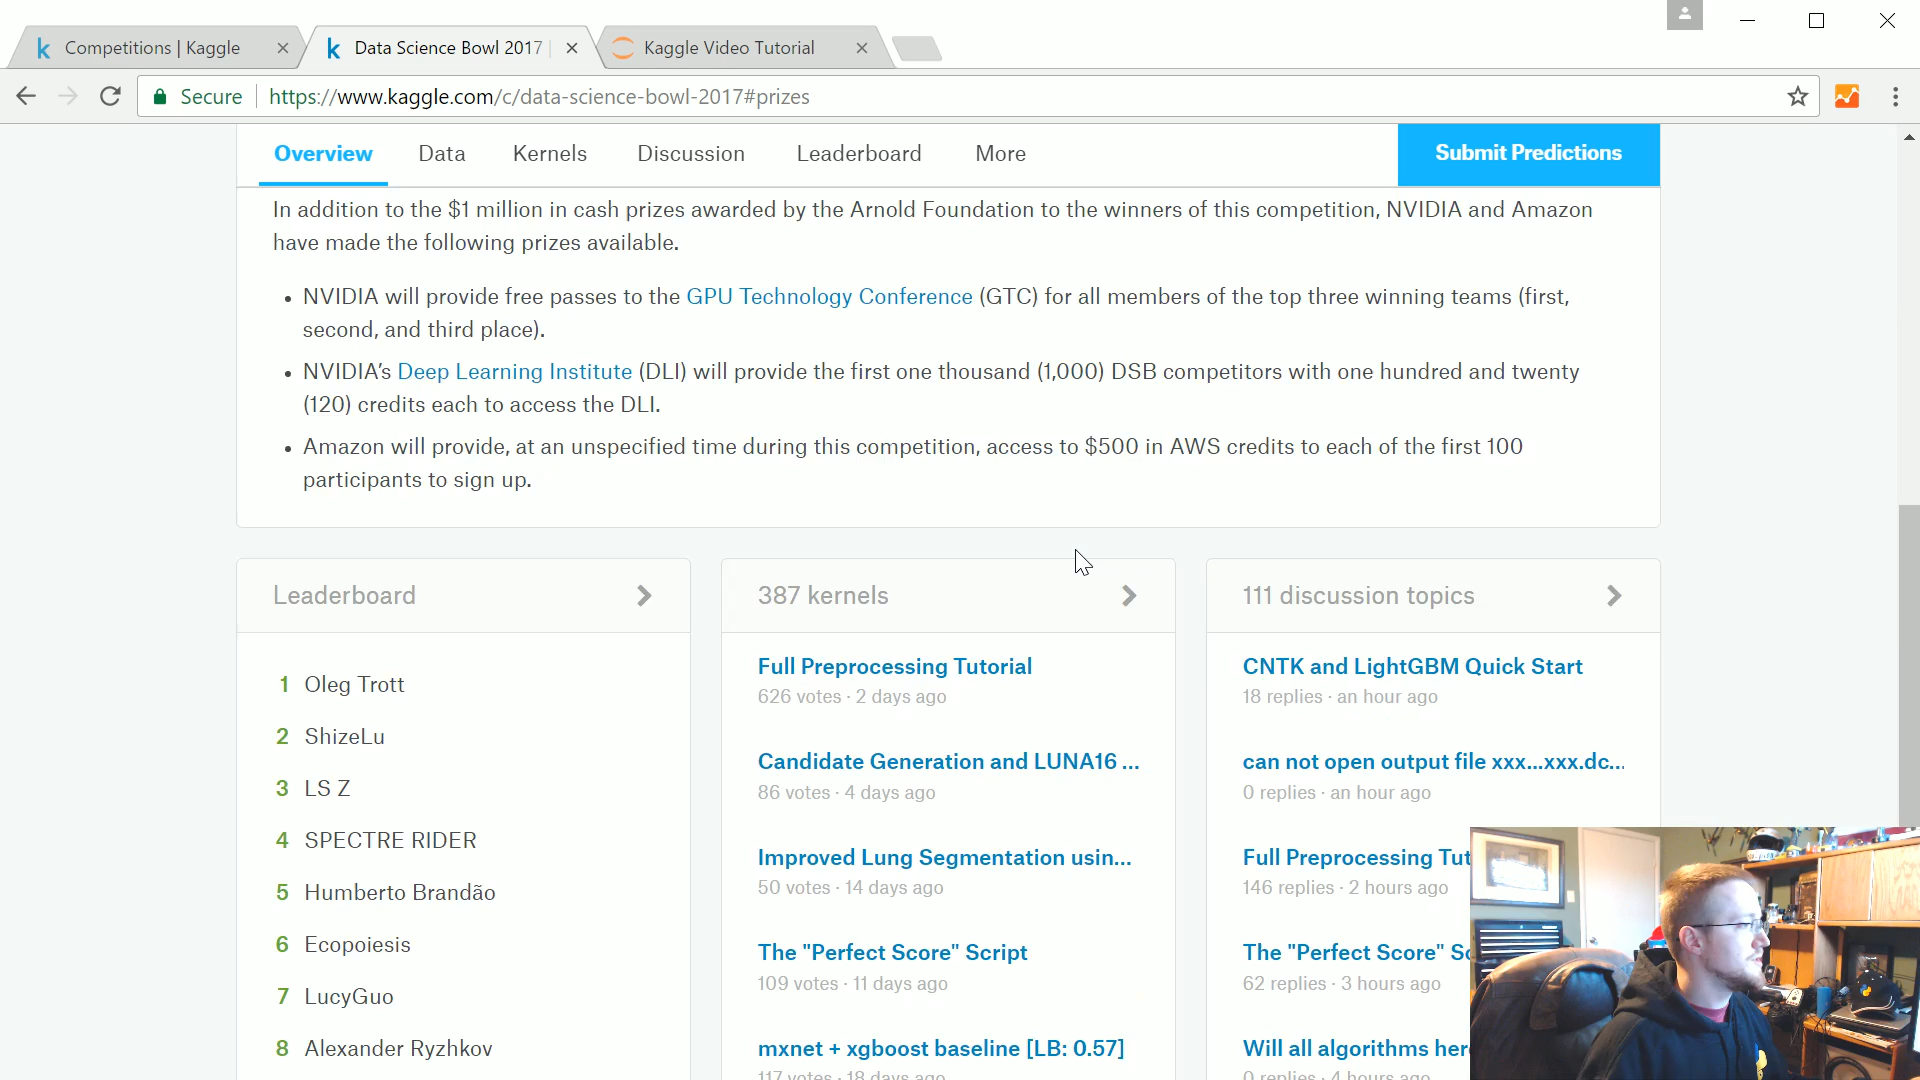 Competitions | Kaggle
Data Science Bowl 2017
Kaggle Video Tutorial
Secure
https://www.kaggle.com/c/data-science-bowl-2017#prizes
Overview
Data
Kernels
Discussion
Leaderboard
More
Submit Predictions
In addition to the $1 million in cash prizes awarded by the Arnold Foundation to the winners of this competition, NVIDIA and Amazon
have made the following prizes available.
• NVIDIA will provide free passes to the GPU Technology Conference (GTC) for all members of the top three winning teams (first,
second, and third place).
• NVIDIA's Deep Learning Institute (DLI) will provide the first one thousand (1,000) DSB competitors with one hundred and twenty
(120) credits each to access the DLI.
• Amazon will provide, at an unspecified time during this competition, access to $500 in AWS credits to each of the first 100
participants to sign up.
Leaderboard
1 Oleg Trott
2 ShizeLu
3 LS Z
4 SPECTRE RIDER
5 Humberto Brandão
6 Ecopoiesis
7 LucyGuo
8 Alexander Ryzhkov
387 kernels
Full Preprocessing Tutorial
626 votes · 2 days ago
Candidate Generation and LUNA16 ...
86 votes · 4 days ago
Improved Lung Segmentation usin...
50 votes · 14 days ago
The "Perfect Score" Script
109 votes · 11 days ago
mxnet + xgboost baseline [LB: 0.57]
117 votes · 18 days ago
111 discussion topics
CNTK and LightGBM Quick Start
18 replies · an hour ago
can not open output file xxx...xxx.dc...
0 replies · an hour ago
Full Preprocessing Tut
146 replies · 2 hours ago
The "Perfect Score" Sc
62 replies · 3 hours ago
Will all algorithms her
0 replies · 4 hours ago